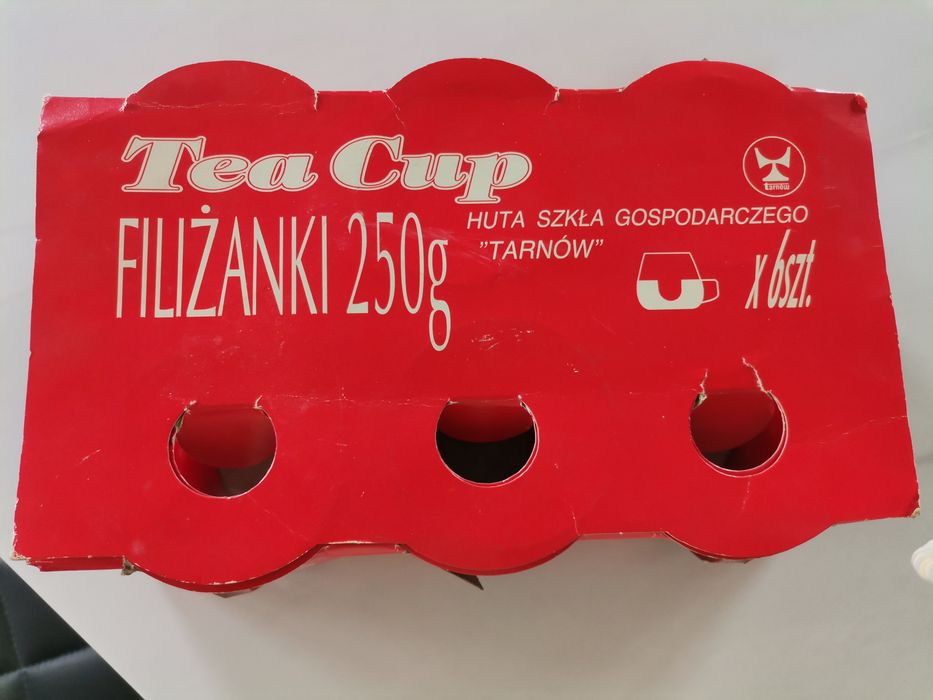 Tea Cup
tarnów
FILIŻANKI 250g
HUTA SZKŁA GOSPODARCZEGO
"TARNÓW"
x 6szt.